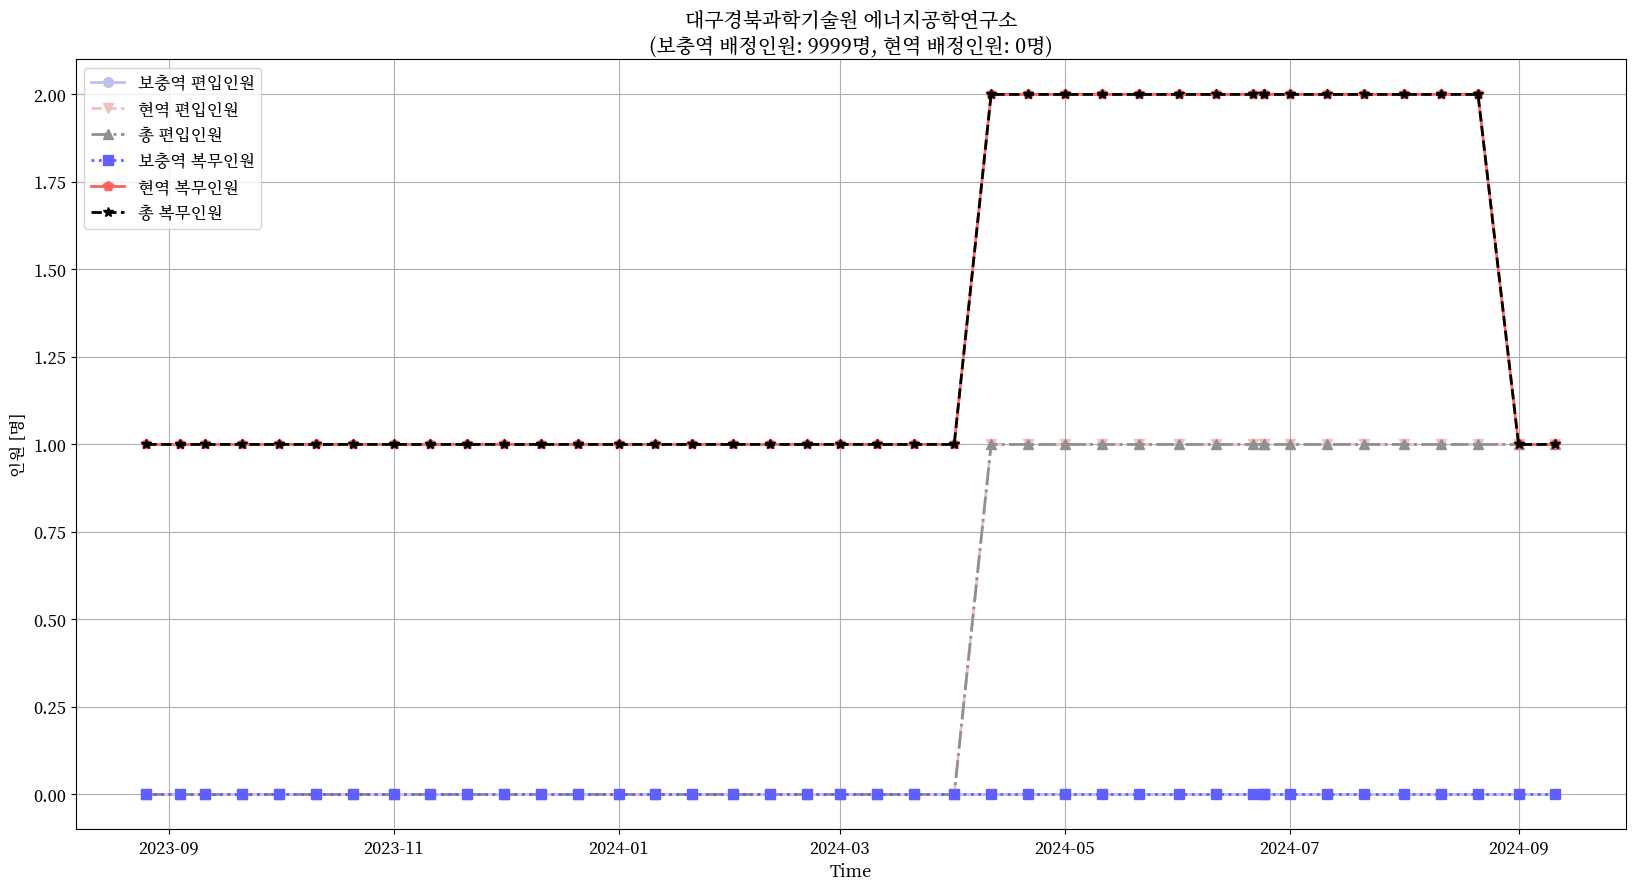 대구경북과학기술원 에너지공학연구소
(보충역 배정인원: 9999명, 현역 배정인원: 0명)
보충역 편입인원
현역 편입인원
총 편입인원
보충역 복무인원
현역 복무인원
총 복무인원
인원 [명]
2.00
1.75
1.50
1.25
1.00
0.75
0.50
0.25
0.00
2023-09 2023-11 2024-01 2024-03 2024-05 2024-07 2024-09
Time